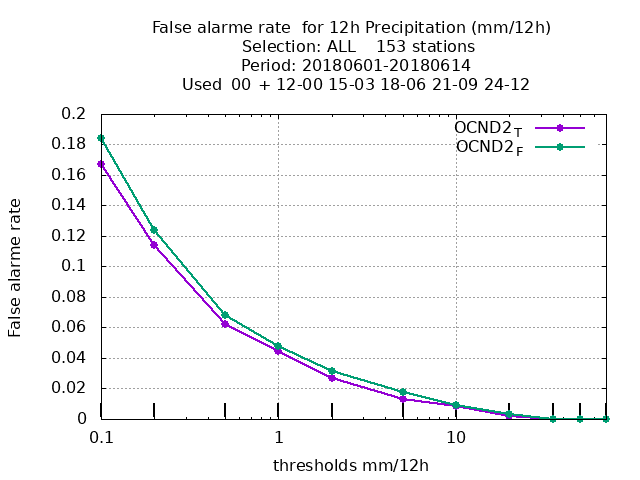 False alarme rate  for 12h Precipitation (mm/12h)
Selection: ALL    153 stations
Period: 20180601-20180614
Used  00  + 12-00 15-03 18-06 21-09 24-12
OCND2T
OCND2F
0.2
0.18
0.16
0.14
0.12
0.1
0.08
0.06
0.04
0.02
0
False alarme rate
0.1 1 10
thresholds mm/12h